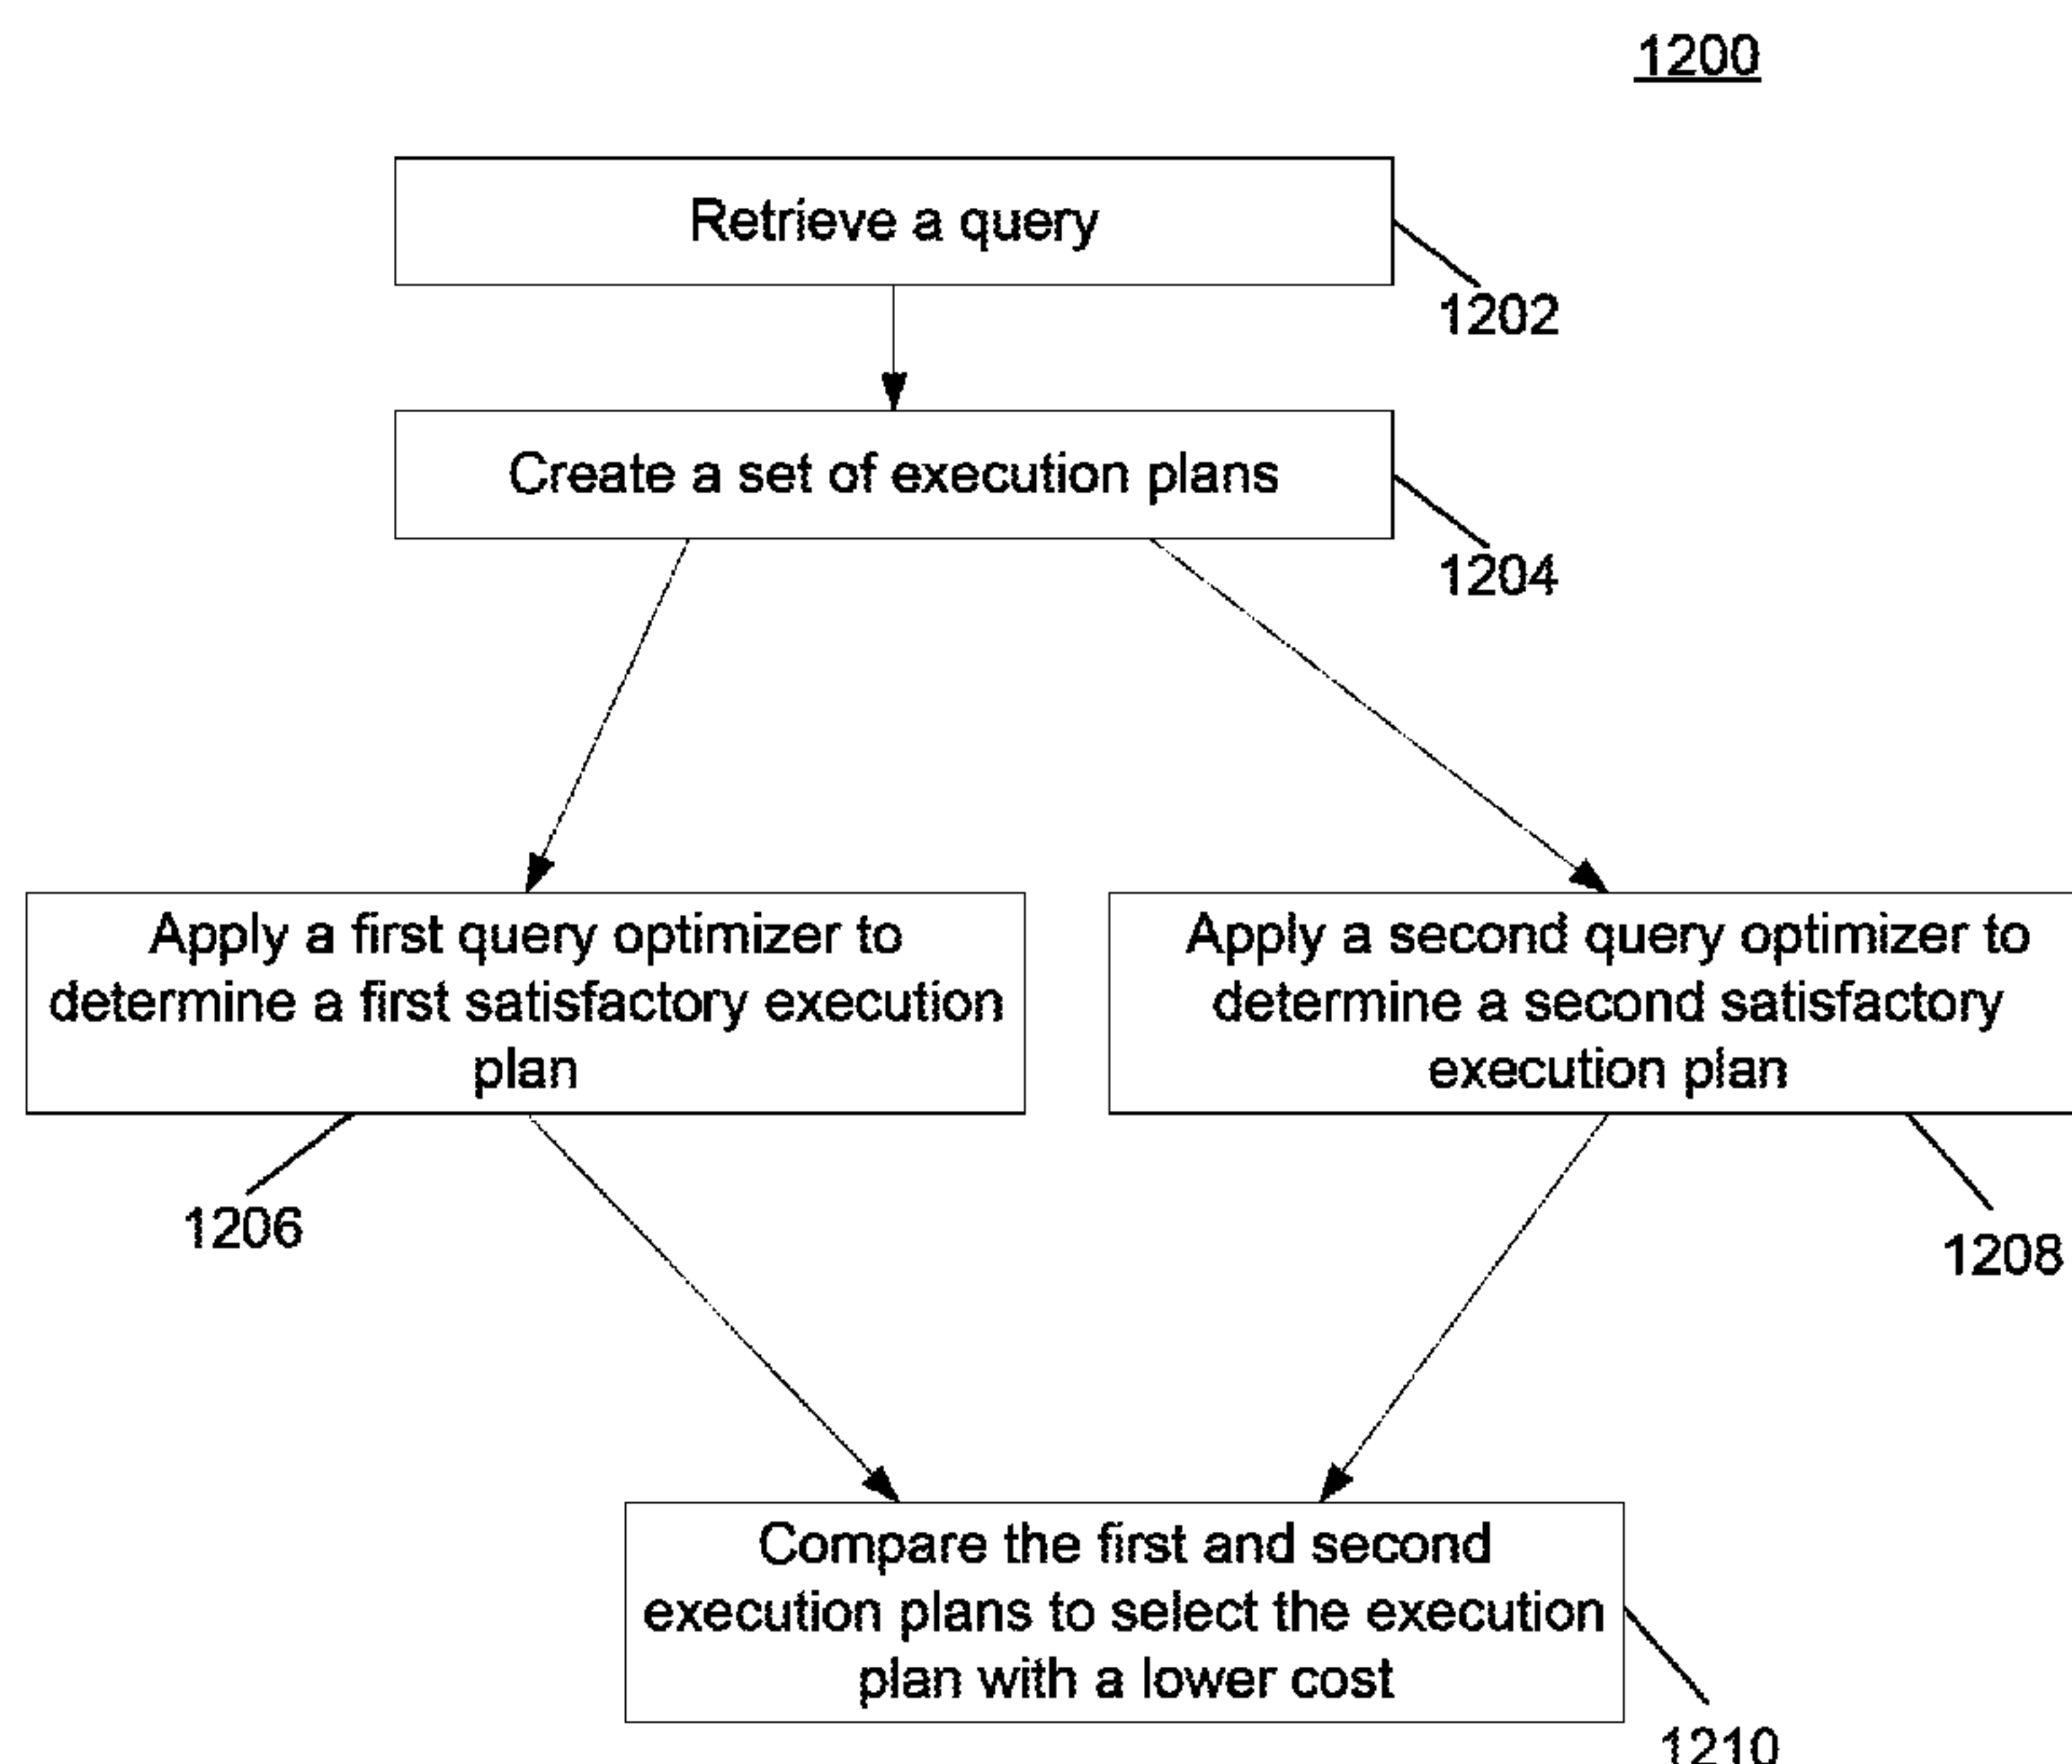 1200
Retrieve a query
1202
Create a set of execution plans
1204
Apply a first query optimizer to
determine a first satisfactory execution
plan
1206
Apply a second query optimizer to
determine a second satisfactory
execution plan
1208
Compare the first and second
execution plans to select the execution
plan with a lower cost
1210